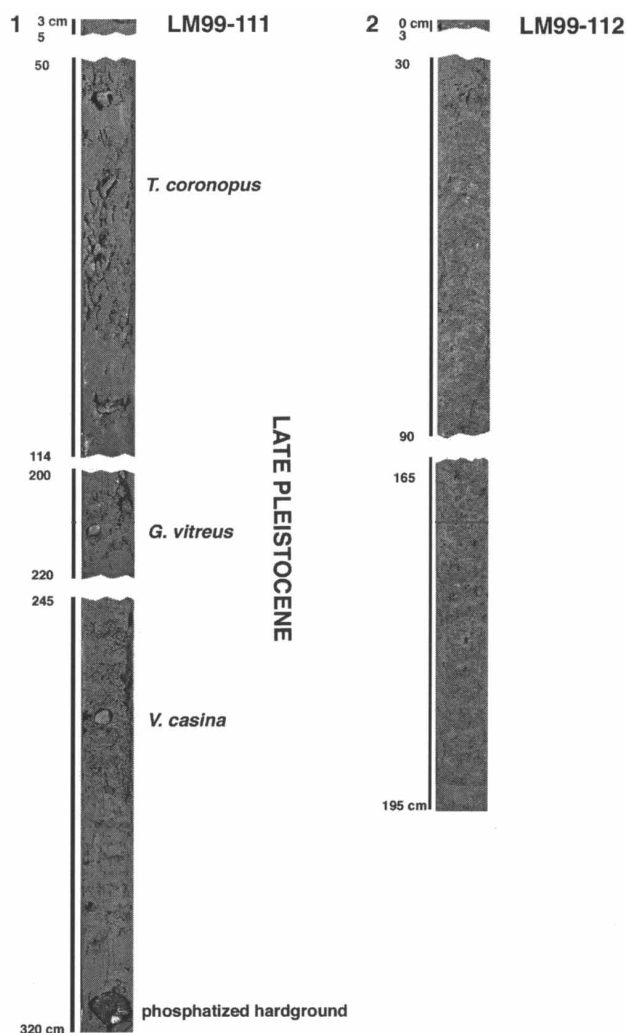 1
3 cm
5
LM99-111
50
T. coronopus
114
200
G. vitreus
220
245
V. casina
phosphatized hardground
320 cm
LATE PLEISTOCENE
2
0 cm
3
LM99-112
30
90
165
195 cm